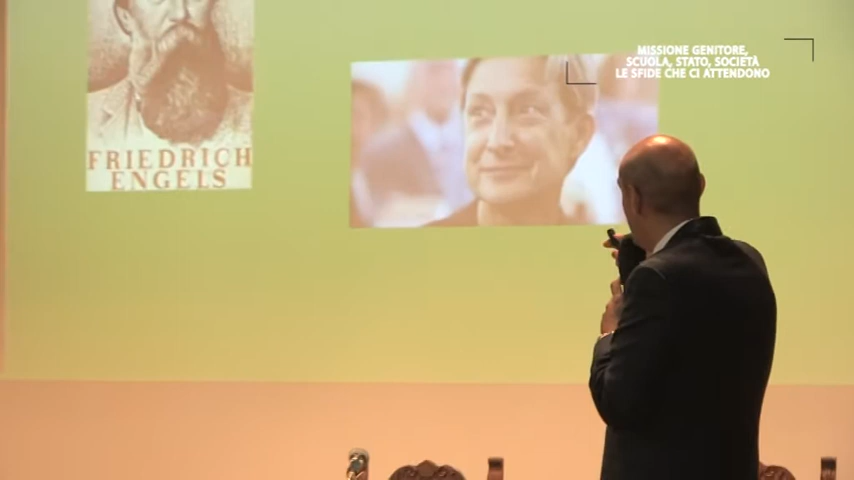 MISSIONE GENITORE,
SCUOLA, STATO, SOCIETÀ
LE SFIDE CHE CI ATTENDONO
FRIEDRICH
ENGELS